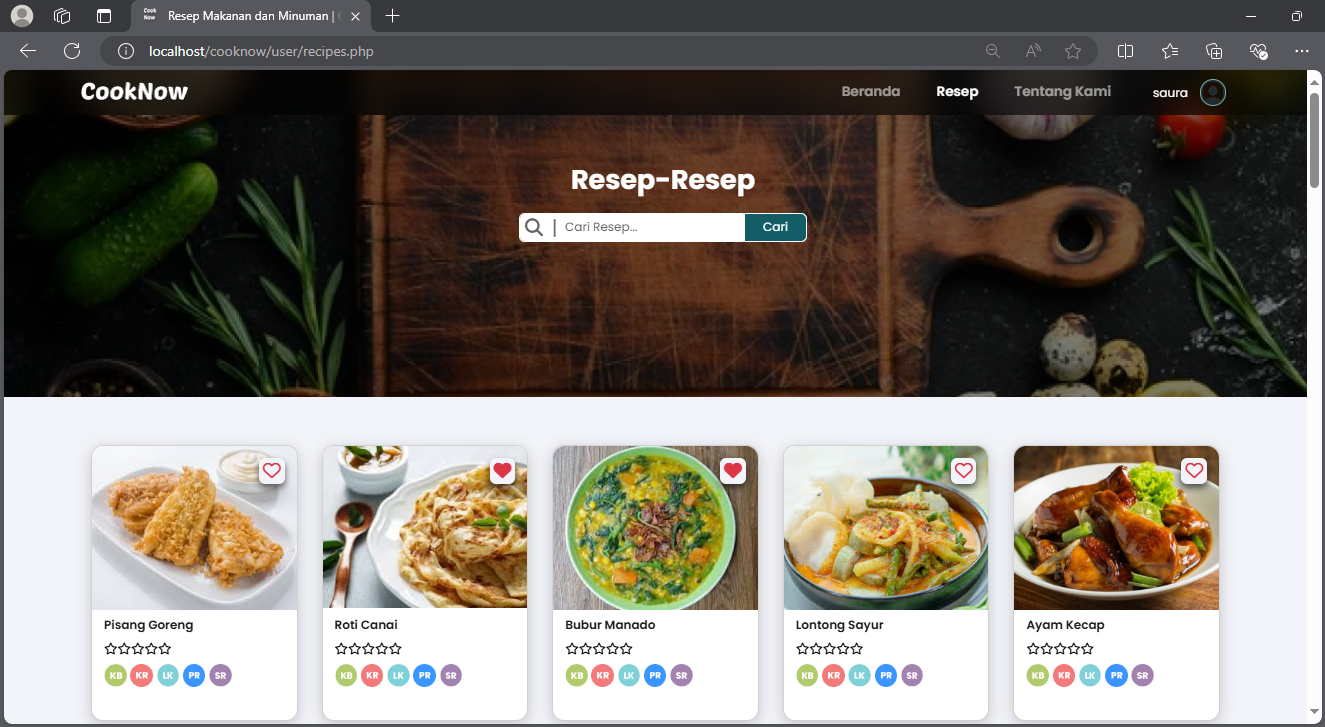 Cook Now
Resep Makanan dan Minuman |
localhost/cooknow/user/recipes.php
CookNow
Beranda
Resep
Tentang Kami
saura
Resep-Resep
Cari Resep...
Cari
Pisang Goreng
KB KR LK PR SR
Roti Canai
KB KR LK PR SR
Bubur Manado
KB KR LK PR SR
Lontong Sayur
KB KR LK PR SR
Ayam Kecap
KB KR LK PR SR